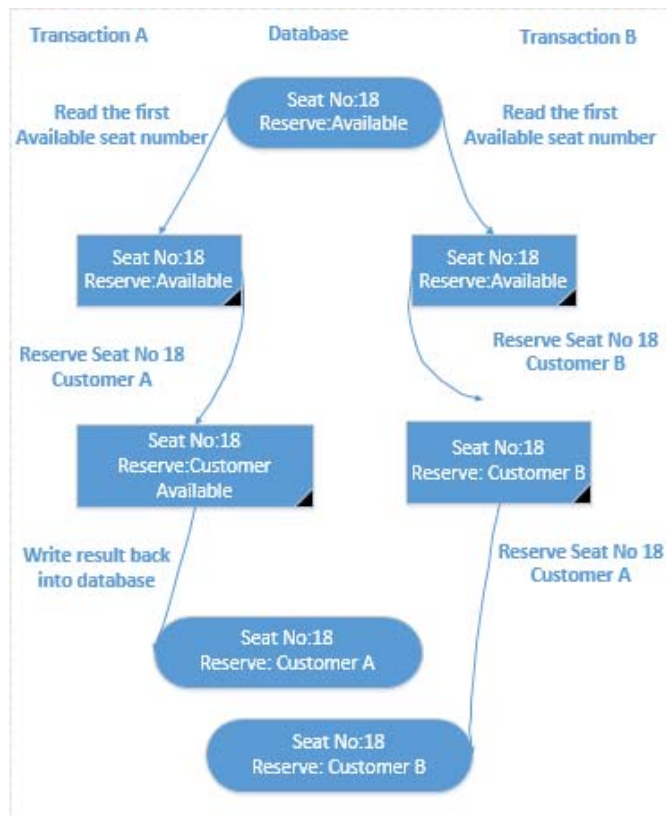 Transaction A
Database
Transaction B
Seat No:18
Reserve:Available
Read the first
Available seat number
Read the first
Available seat number
Seat No:18
Reserve:Available
Seat No:18
Reserve:Available
Reserve Seat No 18
Customer A
Reserve Seat No 18
Customer B
Seat No:18
Reserve:Customer
Available
Seat No:18
Reserve: Customer B
Write result back
into database
Reserve Seat No 18
Customer A
Seat No:18
Reserve: Customer A
Seat No:18
Reserve: Customer B